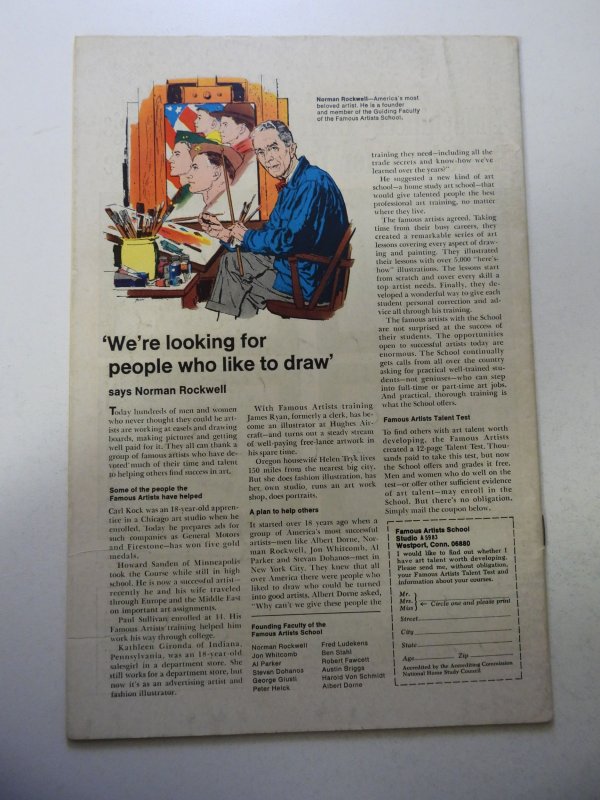 Norman Rockwell—America's most
beloved artist. He is a founder
and member of the Guiding Faculty
of the Famous Artists School.
'We're looking for
people who like to draw'
says Norman Rockwell
Today hundreds of men and women
who never thought they could be art-
ists are working at easels and drawing
boards, making pictures and getting
well paid for it. They all can thank a
group of famous artists who have de-
voted much of their time and talent
to helping others find success in art.
Some of the people the
Famous Artists have helped
Carl Kock was an 18-year-old appren-
tice in a Chicago art studio when he
enrolled. Today he prepares ads for
such companies as General Motors
and Firestone—has won five gold
medals.
Howard Sanden of Minneapolis
took the Course while still in high
school. He is now a successful artist—
recently he and his wife traveled
through Europe and the Middle East
on important art assignments.
Paul Sullivan enrolled at 14. His
Famous Artists training helped him
work his way through college.
Kathleen Gironda of Indiana,
Pennsylvania, was an 18-year-old
salesgirl in a department store. She
still works for a department store, but
now it's as an advertising artist and
fashion illustrator.
With Famous Artists training
James Ryan, formerly a clerk, has be-
come an illustrator at Hughes Air-
craft—and turns out a steady stream
of well-paying free-lance artwork in
his spare time.
Oregon housewife Helen Tryk lives
150 miles from the nearest big city.
But she does fashion illustration, has
her own studio, runs an art work
shop, does portraits.
A plan to help others
It started over 18 years ago when a
group of America's most successful
artists—men like Albert Dorne, Nor-
man Rockwell, Jon Whitcomb, Al
Parker and Stevan Dohanos—met in
New York City. They knew that all
over America there were people who
liked to draw who could be turned
into good artists. Albert Dorne asked,
"Why can't we give these people the
Founding Faculty of the
Famous Artists School
Norman Rockwell
Jon Whitcomb
Al Parker
Stevan Dohanos
George Giusti
Peter Helck
Fred Ludekens
Ben Stahl
Robert Fawcett
Austin Briggs
Harold Von Schmidt
Albert Dorne
training they need—including all the
trade secrets and know-how we've
learned over the years?"
He suggested a new kind of art
school—a home study art school—that
would give talented people the best
professional art training, no matter
where they live.
The famous artists agreed. Taking
time from their busy careers, they
created a remarkable series of art
lessons covering every aspect of draw-
ing and painting. They illustrated
their lessons with over 5,000 "here's-
how" illustrations. The lessons start
from scratch and cover every skill a
top artist needs. Finally, they de-
veloped a wonderful way to give each
student personal correction and ad-
vice all through his training.
The famous artists with the School
are not surprised at the success of
their students. The opportunities
open to successful artists today are
enormous. The School continually
gets calls from all over the country
asking for practical well-trained stu-
dents—not geniuses—who can step
into full-time or part-time art jobs.
And practical, thorough training is
what the School offers.
Famous Artists Talent Test
To find others with art talent worth
developing, the Famous Artists
created a 12-page Talent Test. Thou-
sands paid to take this test, but now
the School offers and grades it free.
Men and women who do well on the
test—or offer other sufficient evidence
of art talent—may enroll in the
School. But there's no obligation.
Simply mail the coupon below.
Famous Artists School
Studio A5983
Westport, Conn. 06880
I would like to find out whether I
have art talent worth developing.
Please send me, without obligation,
your Famous Artists Talent Test and
information about your courses.
Mr.
Mrs. ← Circle one and please print
Miss
Street
City
State
Age Zip
Accredited by the Accrediting Commission
National Home Study Council.